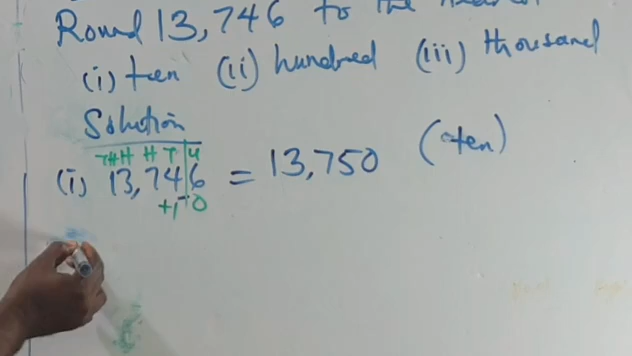 Round 13,746 to the nearest
(i) ten (ii) hundred (iii) thousand
Solution
TH H T U
(i) 13,746 = 13,750 (ten)
+1 0